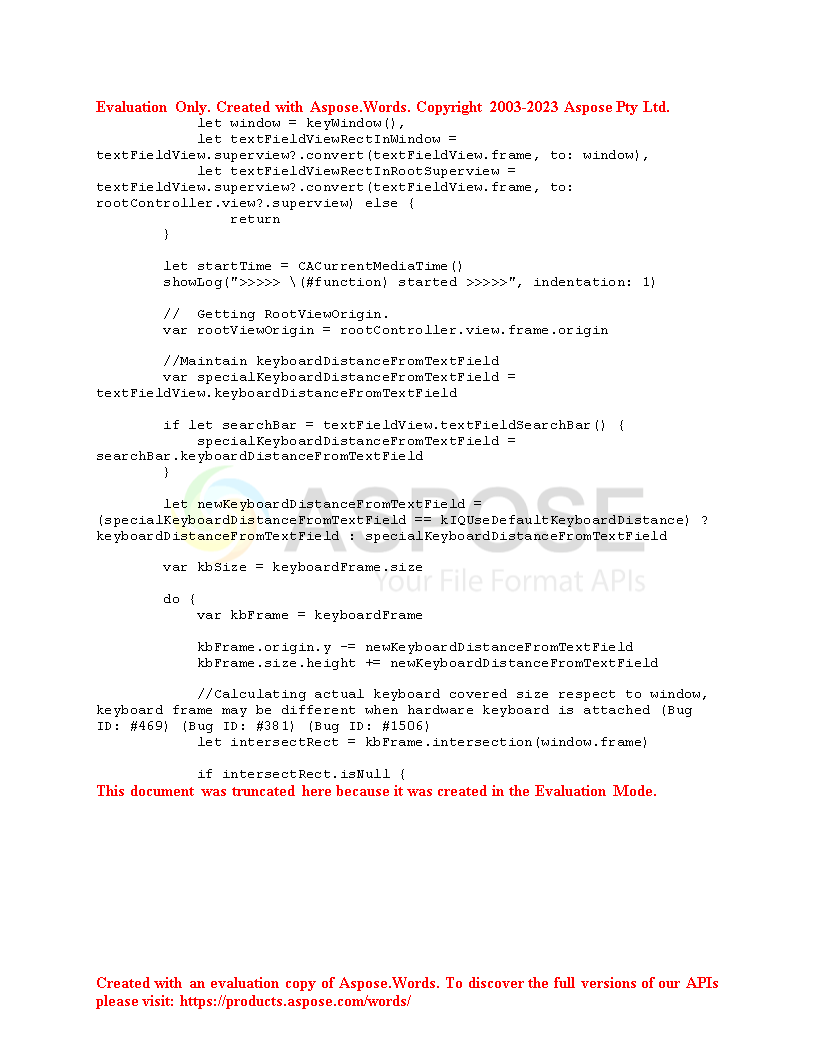 Evaluation Only. Created with Aspose.Words. Copyright 2003-2023 Aspose Pty Ltd.
            let window = keyWindow(),
            let textFieldViewRectInWindow =
textFieldView.superview?.convert(textFieldView.frame, to: window),
            let textFieldViewRectInRootSuperview =
textFieldView.superview?.convert(textFieldView.frame, to:
rootController.view?.superview) else {
                return
        }

        let startTime = CACurrentMediaTime()
        showLog(">>>>> \(#function) started >>>>>", indentation: 1)

        //  Getting RootViewOrigin.
        var rootViewOrigin = rootController.view.frame.origin

        //Maintain keyboardDistanceFromTextField
        var specialKeyboardDistanceFromTextField =
textFieldView.keyboardDistanceFromTextField

        if let searchBar = textFieldView.textFieldSearchBar() {
            specialKeyboardDistanceFromTextField =
searchBar.keyboardDistanceFromTextField
        }

        let newKeyboardDistanceFromTextField =
(specialKeyboardDistanceFromTextField == kIQUseDefaultKeyboardDistance) ?
keyboardDistanceFromTextField : specialKeyboardDistanceFromTextField
ASPOSE
Your File Format APIs

        var kbSize = keyboardFrame.size

        do {
            var kbFrame = keyboardFrame

            kbFrame.origin.y -= newKeyboardDistanceFromTextField
            kbFrame.size.height += newKeyboardDistanceFromTextField

            //Calculating actual keyboard covered size respect to window,
keyboard frame may be different when hardware keyboard is attached (Bug
ID: #469) (Bug ID: #381) (Bug ID: #1506)
            let intersectRect = kbFrame.intersection(window.frame)

            if intersectRect.isNull {
This document was truncated here because it was created in the Evaluation Mode.
Created with an evaluation copy of Aspose.Words. To discover the full versions of our APIs
please visit: https://products.aspose.com/words/